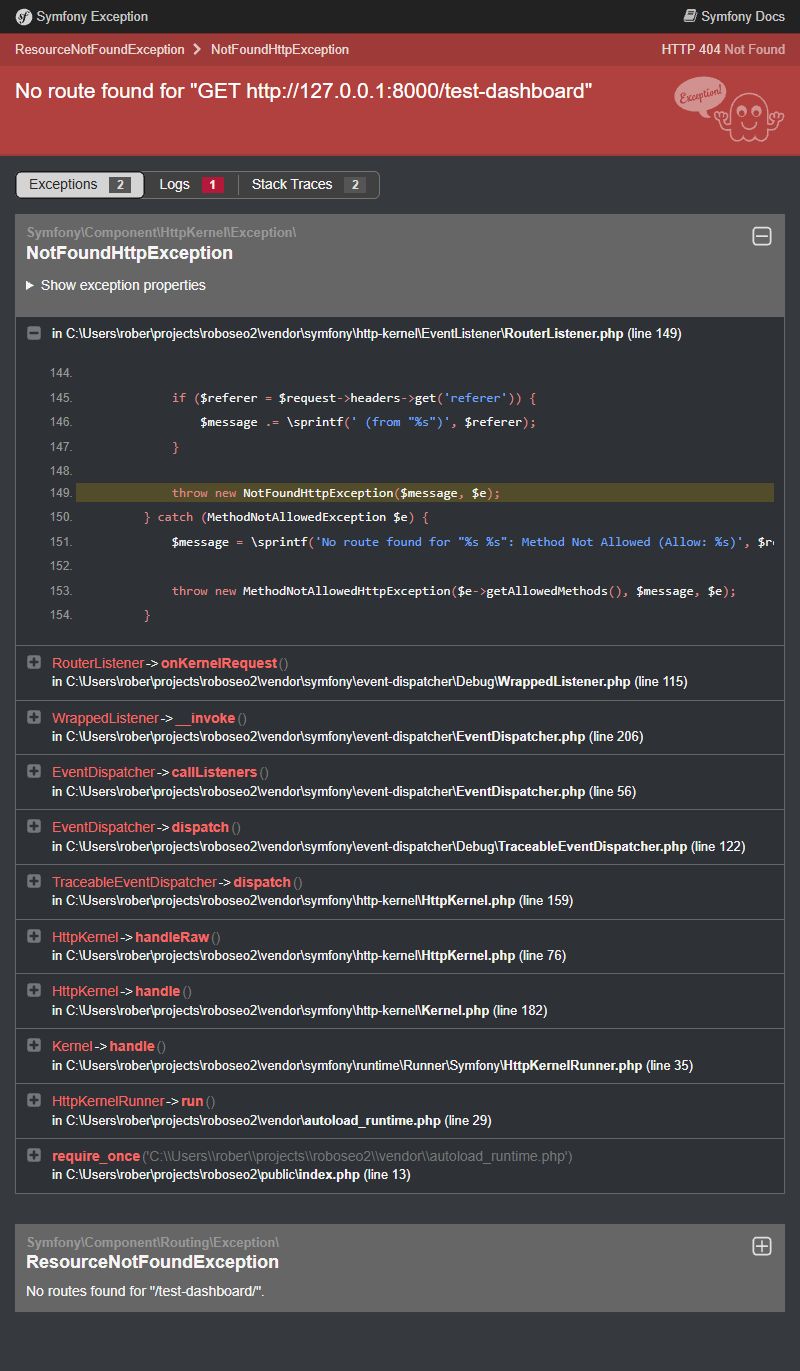 Symfony Exception
Symfony Docs
ResourceNotFoundException > NotFoundHttpException
HTTP 404 Not Found
No route found for "GET http://127.0.0.1:8000/test-dashboard"
Exception!
Exceptions 2
Logs 1
Stack Traces 2
Symfony\Component\HttpKernel\Exception\
NotFoundHttpException
Show exception properties
in C:\Users\rober\projects\roboseo2\vendor\symfony\http-kernel\EventListener\RouterListener.php (line 149)
144.
145. if ($referer = $request->headers->get('referer')) {
146. $message .= \sprintf(' (from "%s")', $referer);
147. }
148.
149. throw new NotFoundHttpException($message, $e);
150. } catch (MethodNotAllowedException $e) {
151. $message = \sprintf('No route found for "%s %s": Method Not Allowed (Allow: %s)', $re
152.
153. throw new MethodNotAllowedHttpException($e->getAllowedMethods(), $message, $e);
154. }
RouterListener->onKernelRequest()
in C:\Users\rober\projects\roboseo2\vendor\symfony\event-dispatcher\Debug\WrappedListener.php (line 115)
WrappedListener->__invoke()
in C:\Users\rober\projects\roboseo2\vendor\symfony\event-dispatcher\EventDispatcher.php (line 206)
EventDispatcher->callListeners()
in C:\Users\rober\projects\roboseo2\vendor\symfony\event-dispatcher\EventDispatcher.php (line 56)
EventDispatcher->dispatch()
in C:\Users\rober\projects\roboseo2\vendor\symfony\event-dispatcher\Debug\TraceableEventDispatcher.php (line 122)
TraceableEventDispatcher->dispatch()
in C:\Users\rober\projects\roboseo2\vendor\symfony\http-kernel\HttpKernel.php (line 159)
HttpKernel->handleRaw()
in C:\Users\rober\projects\roboseo2\vendor\symfony\http-kernel\HttpKernel.php (line 76)
HttpKernel->handle()
in C:\Users\rober\projects\roboseo2\vendor\symfony\http-kernel\Kernel.php (line 182)
Kernel->handle()
in C:\Users\rober\projects\roboseo2\vendor\symfony\runtime\Runner\Symfony\HttpKernelRunner.php (line 35)
HttpKernelRunner->run()
in C:\Users\rober\projects\roboseo2\vendor\autoload_runtime.php (line 29)
require_once('C:\\Users\\rober\\projects\\roboseo2\\vendor\\autoload_runtime.php')
in C:\Users\rober\projects\roboseo2\public\index.php (line 13)
Symfony\Component\Routing\Exception\
ResourceNotFoundException
No routes found for "/test-dashboard/".